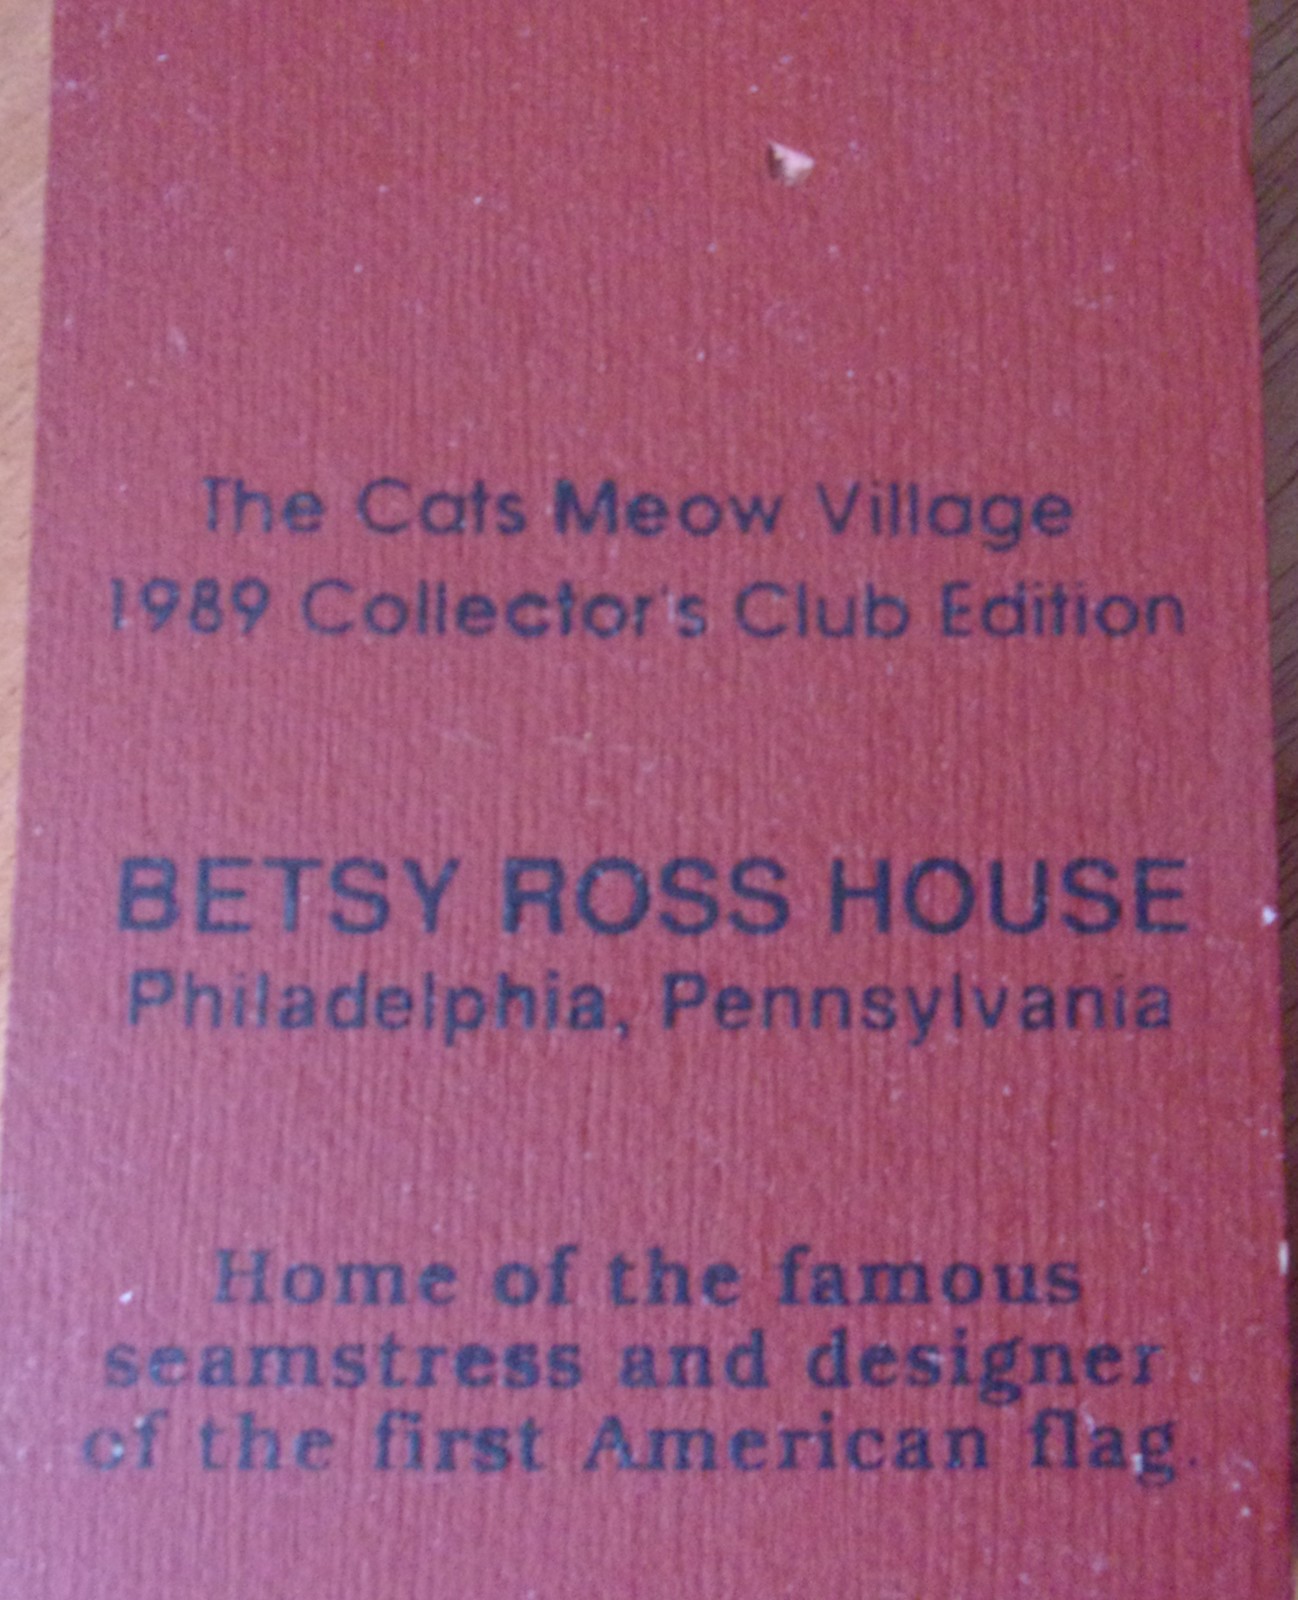 The Cats Meow Village
1989 Collector's Club Edition
BETSY ROSS HOUSE
Philadelphia, Pennsylvania
Home of the famous
seamstress and designer
of the first American flag.